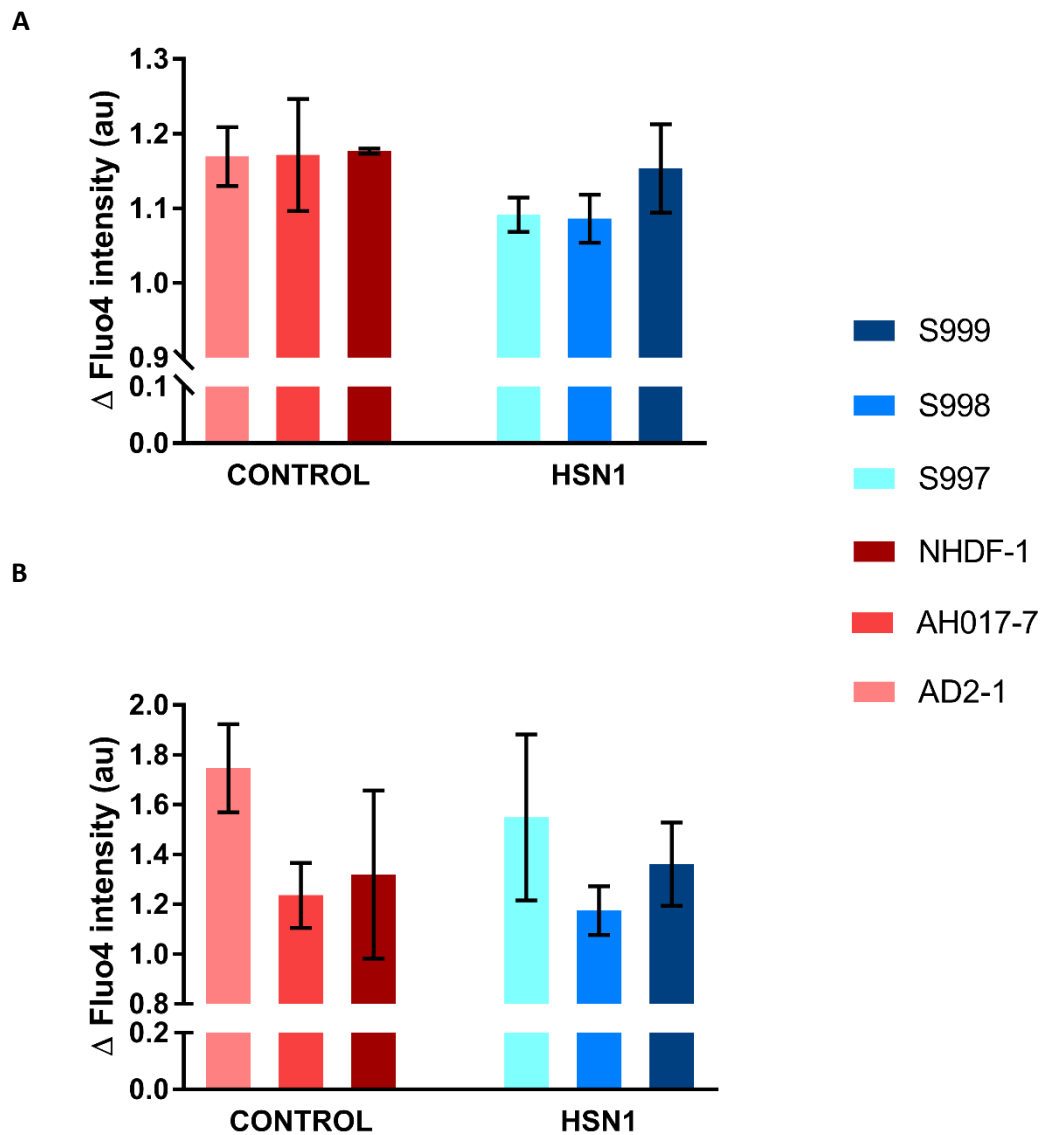 A
Δ Fluo4 intensity (au)
1.3
1.2
1.1
1.0
0.9
0.1
0.0
CONTROL HSN1
S999
S998
S997
NHDF-1
AH017-7
AD2-1
B
Δ Fluo4 intensity (au)
2.0
1.8
1.6
1.4
1.2
1.0
0.8
0.2
0.0
CONTROL HSN1